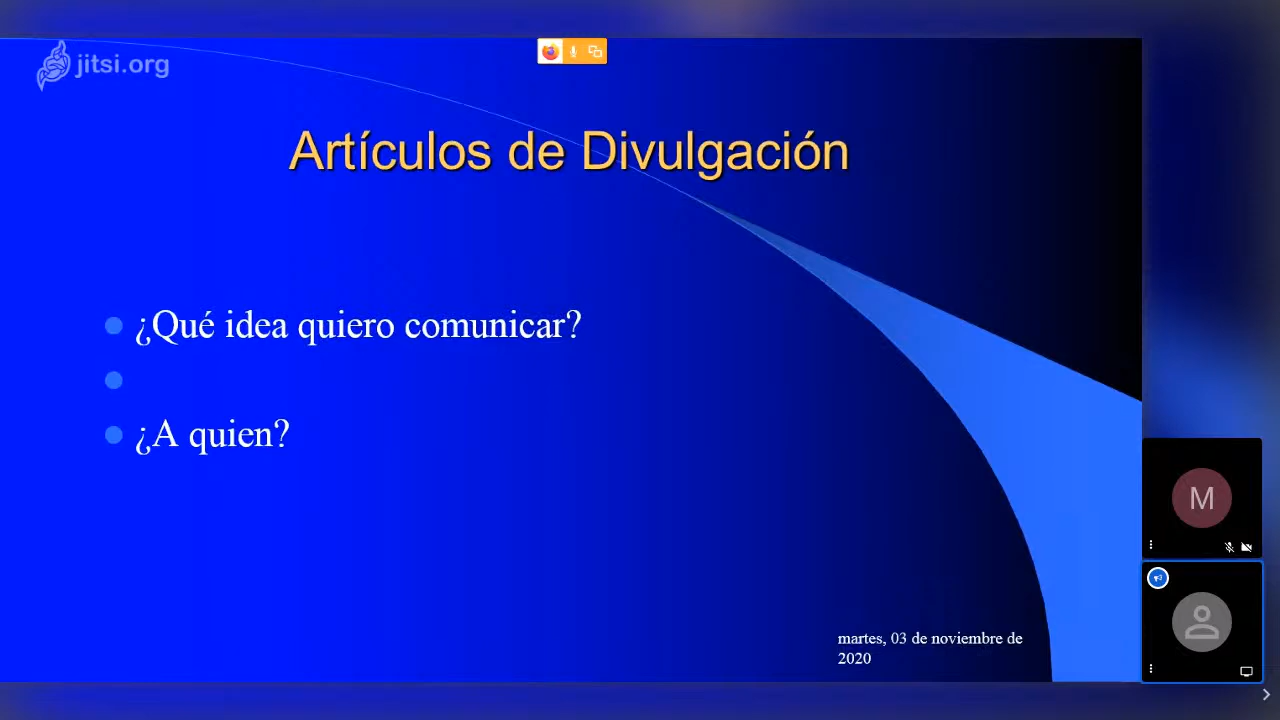 jitsi.org
Artículos de Divulgación
¿Qué idea quiero comunicar?
¿A quien?
martes, 03 de noviembre de
2020
M